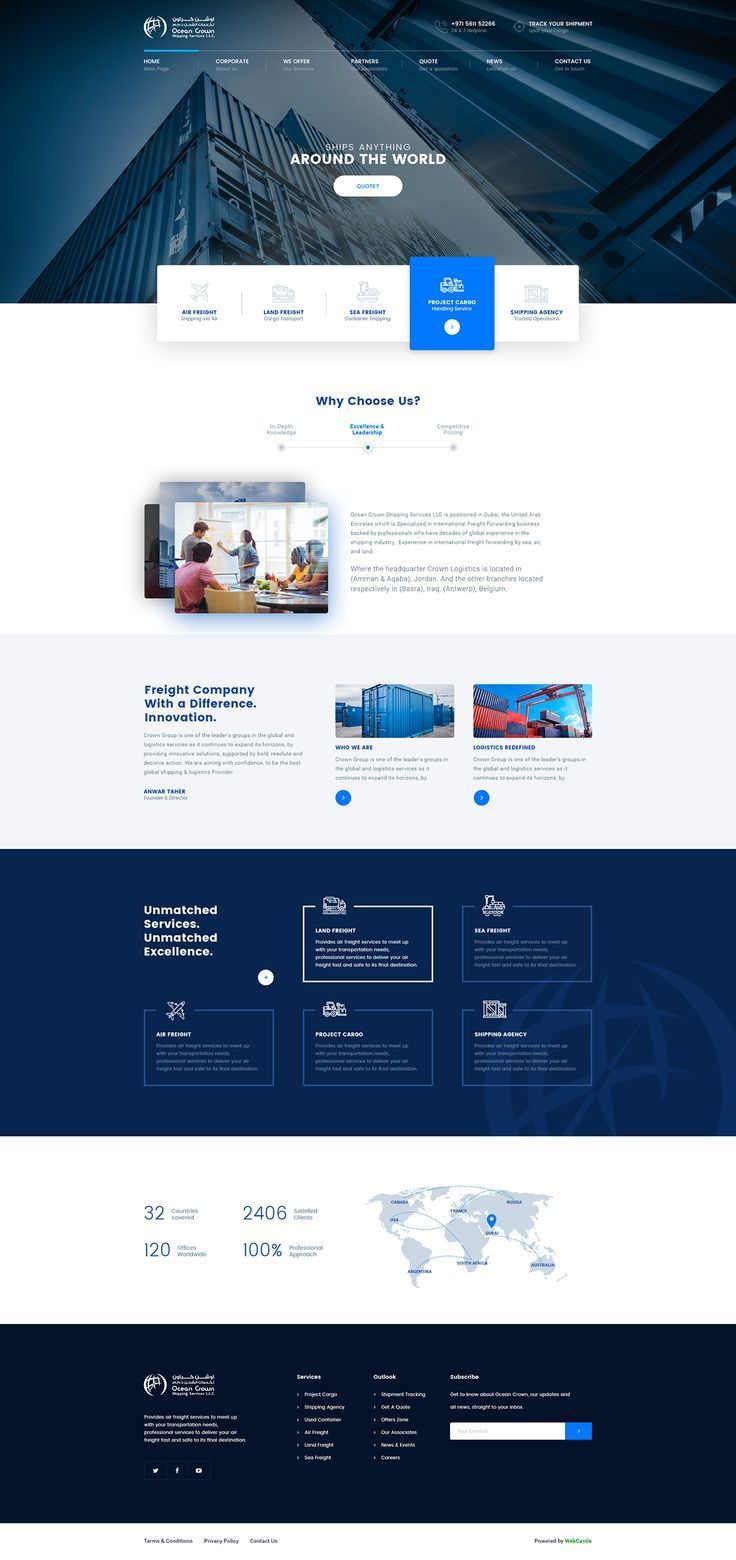 اوشـن كـراون
لخدمات الشحن ذ.م.م
Ocean Crown
Shipping Services L.L.C.
+971 5611 52266
24 X 7 Helpline
TRACK YOUR SHIPMENT
Spot your Cargo
HOME
Main Page
CORPORATE
About Us
WE OFFER
Our Services
PARTNERS
Our Associates
QUOTE
Get a quotation
NEWS
Latest on us
CONTACT US
Get in touch
SHIPS ANYTHING
AROUND THE WORLD
QUOTE?
AIR FREIGHT
Shipping via Air
LAND FREIGHT
Cargo Transport
SEA FREIGHT
Container Shipping
PROJECT CARGO
Handling Service
SHIPPING AGENCY
Trusted Operations
Why Choose Us?
In-Depth
Knowledge
Excellence &
Leadership
Competitive
Pricing
Ocean Crown Shipping Services LLC is positioned in Dubai, the United Arab
Emirates which is Specialized in International Freight Forwarding business
backed by professionals who have decades of global experience in the
shipping industry. Experience in international freight forwarding by sea, air,
and land
Where the headquarter Crown Logistics is located in
(Amman & Aqaba), Jordan. And the other branches located
respectively in (Basra), Iraq. (Antwerp), Belgium.
Freight Company
With a Difference.
Innovation.
Crown Group is one of the leader's groups in the global and
logistics services as it continues to expand its horizons, by
providing innovative solutions, supported by bold, resolute and
decisive action. We are aiming with confidence, to be the best
global shipping & logistics Provider.
ANWAR TAHER
Founder & Director
WHO WE ARE
Crown Group is one of the leader's groups in
the global and logistics services as it
continues to expand its horizons, by
LOGISTICS REDEFINED
Crown Group is one of the leader's groups in
the global and logistics services as it
continues to expand its horizons, by
Unmatched
Services.
Unmatched
Excellence.
LAND FREIGHT
Provides air freight services to meet up
with your transportation needs,
professional services to deliver your air
freight fast and safe to its final destination.
SEA FREIGHT
Provides air freight services to meet up
with your transportation needs,
professional services to deliver your air
freight fast and safe to its final destination.
AIR FREIGHT
Provides air freight services to meet up
with your transportation needs,
professional services to deliver your air
freight fast and safe to its final destination.
PROJECT CARGO
Provides air freight services to meet up
with your transportation needs,
professional services to deliver your air
freight fast and safe to its final destination.
SHIPPING AGENCY
Provides air freight services to meet up
with your transportation needs,
professional services to deliver your air
freight fast and safe to its final destination.
32 Countries covered
2406 Satisfied Clients
120 Offices Worldwide
100% Professional Approach
CANADA
RUSSIA
FRANCE
USA
DUBAI
SOUTH AFRICA
AUSTRALIA
ARGENTINA
اوشـن كـراون
لخدمات الشحن ذ.م.م
Ocean Crown
Shipping Services L.L.C.
Provides air freight services to meet up
with your transportation needs,
professional services to deliver your air
freight fast and safe to its final destination.
Services
Project Cargo
Shipping Agency
Used Container
Air Freight
Land Freight
Sea Freight
Outlook
Shipment Tracking
Get A Quote
Offers Zone
Our Associates
News & Events
Careers
Subscribe
Get to know about Ocean Crown, our updates and
all news, straight to your inbox.
Your Email ID
Terms & Conditions
Privacy Policy
Contact Us
Powered by WebCastle